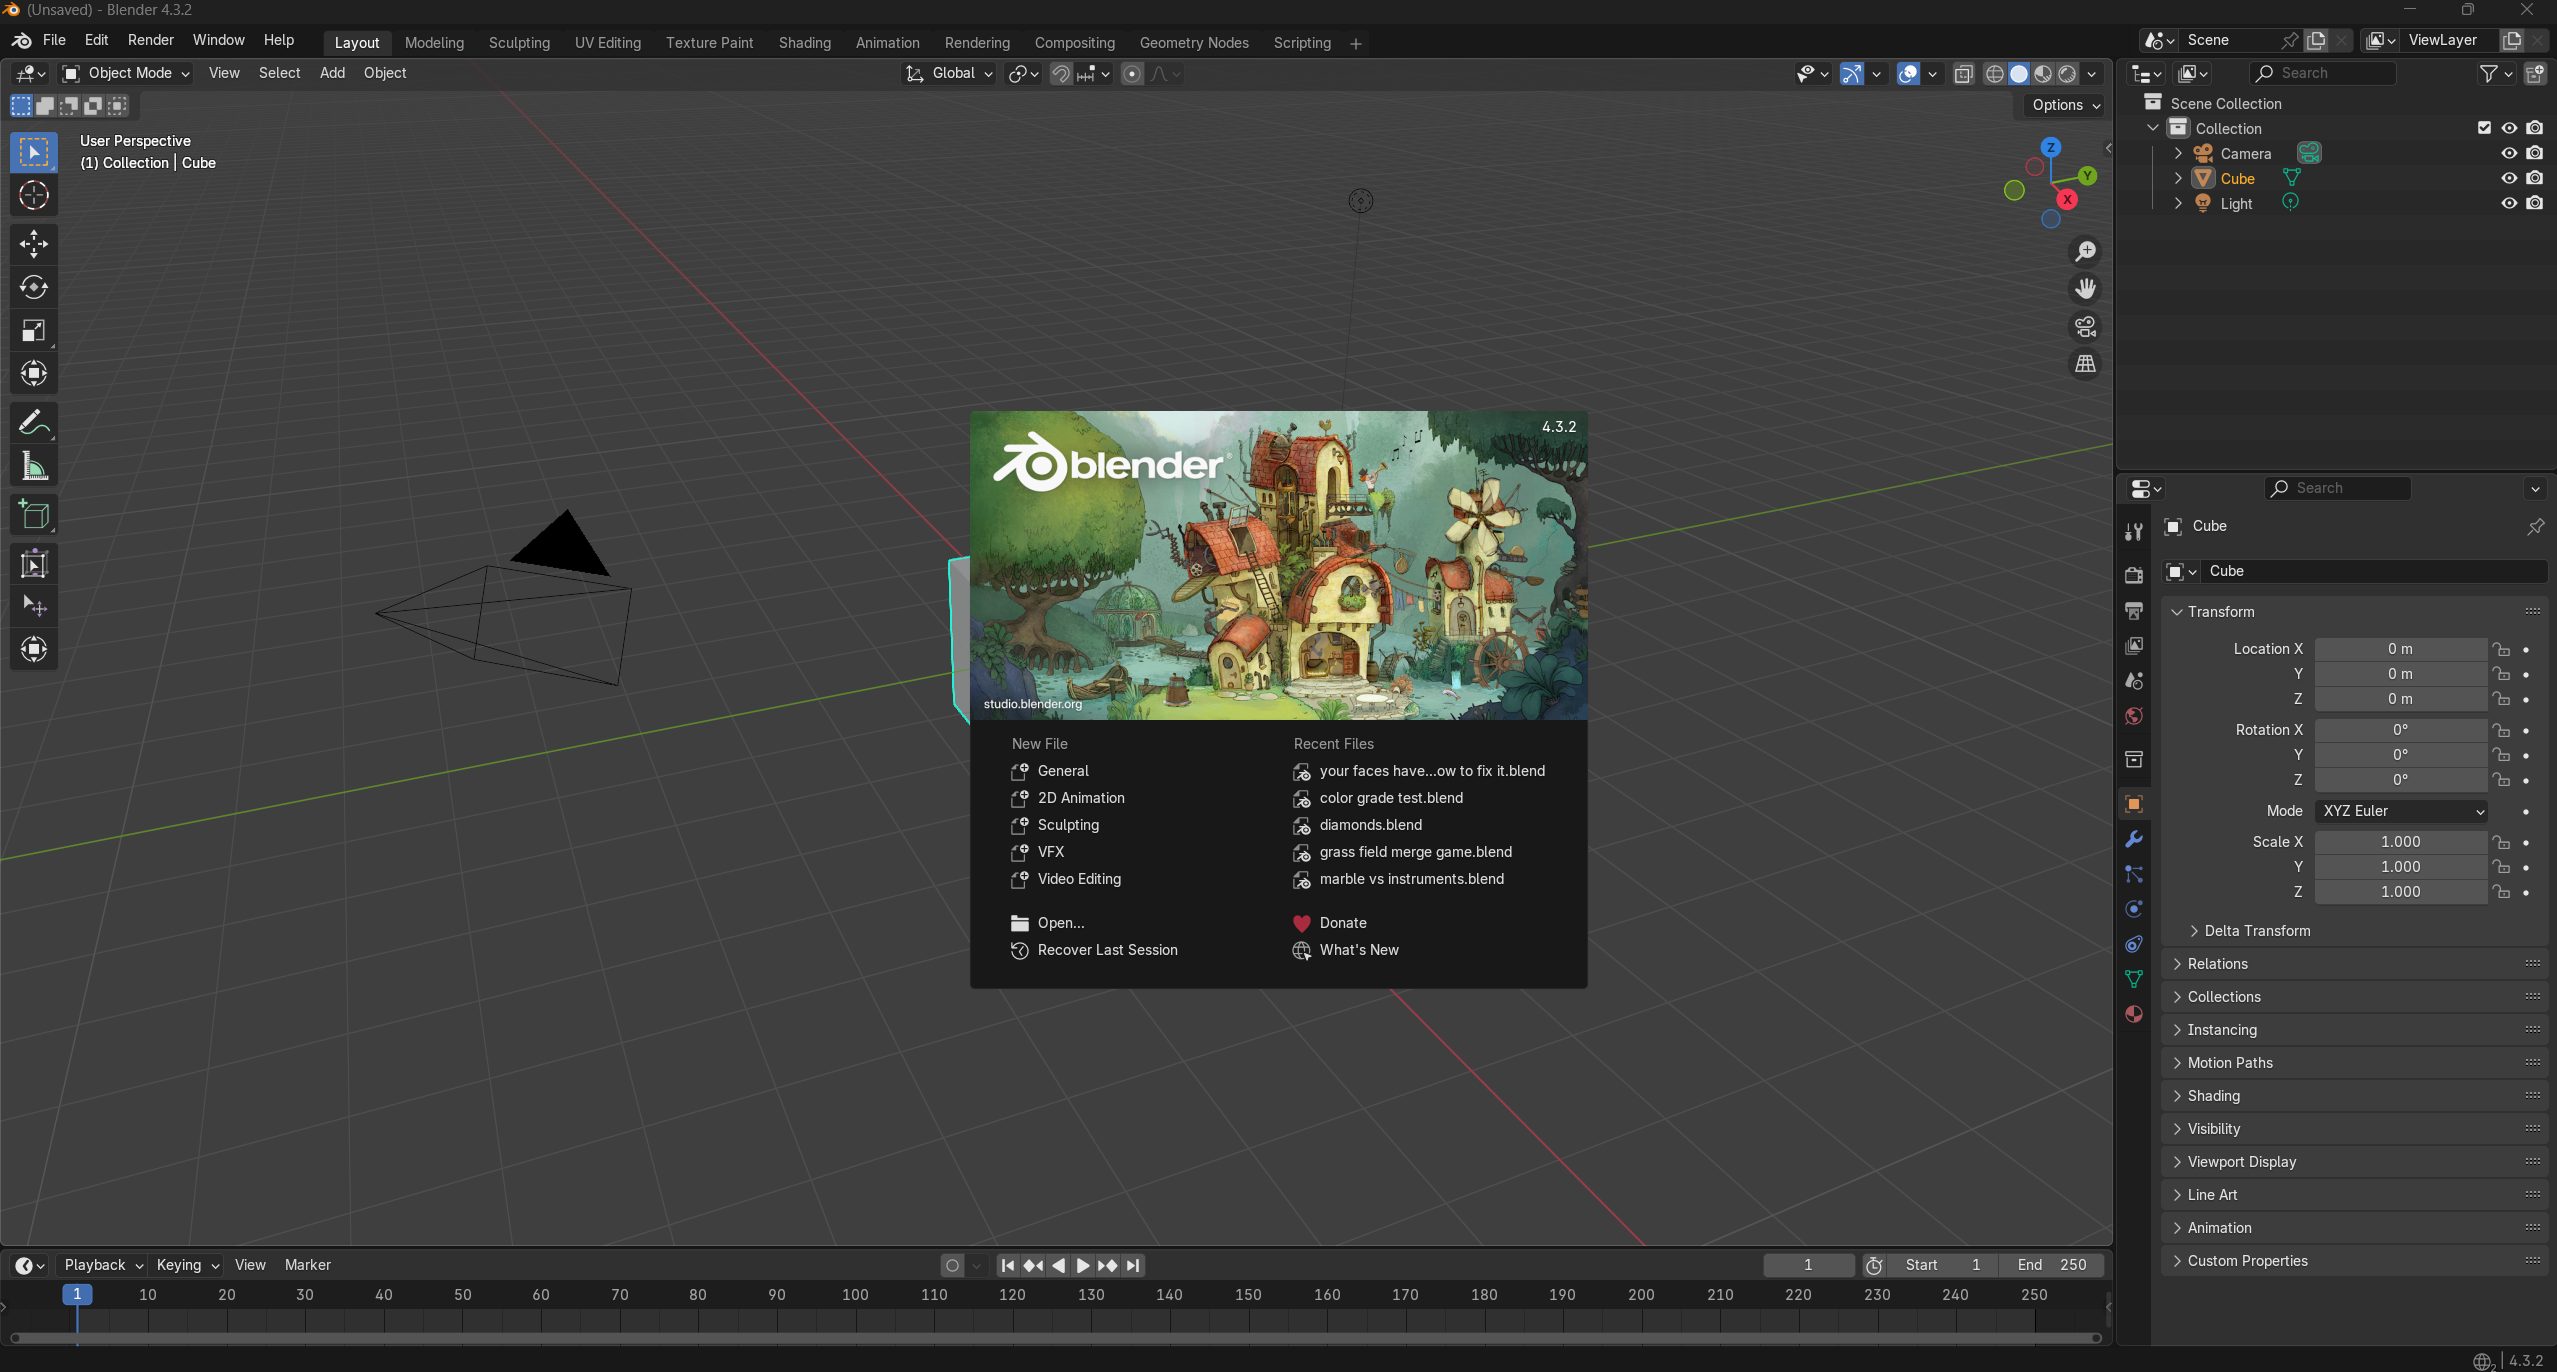 (Unsaved) - Blender 4.3.2
File Edit Render Window Help Layout Modeling Sculpting UV Editing Texture Paint Shading Animation Rendering Compositing Geometry Nodes Scripting + Scene ViewLayer
Object Mode View Select Add Object Global Search
Options
User Perspective
(1) Collection | Cube
Z
Y
X
Scene Collection
Collection
Camera
Cube
Light
4.3.2
blender
studio.blender.org
New File
General
2D Animation
Sculpting
VFX
Video Editing
Open...
Recover Last Session
Recent Files
your faces have...ow to fix it.blend
color grade test.blend
diamonds.blend
grass field merge game.blend
marble vs instruments.blend
Donate
What's New
Search
Cube
Cube
Transform
Location X 0 m
Y 0 m
Z 0 m
Rotation X 0°
Y 0°
Z 0°
Mode XYZ Euler
Scale X 1.000
Y 1.000
Z 1.000
Delta Transform
Relations
Collections
Instancing
Motion Paths
Shading
Visibility
Viewport Display
Line Art
Animation
Custom Properties
Playback Keying View Marker 1 Start 1 End 250
1 10 20 30 40 50 60 70 80 90 100 110 120 130 140 150 160 170 180 190 200 210 220 230 240 250
2 | 4.3.2